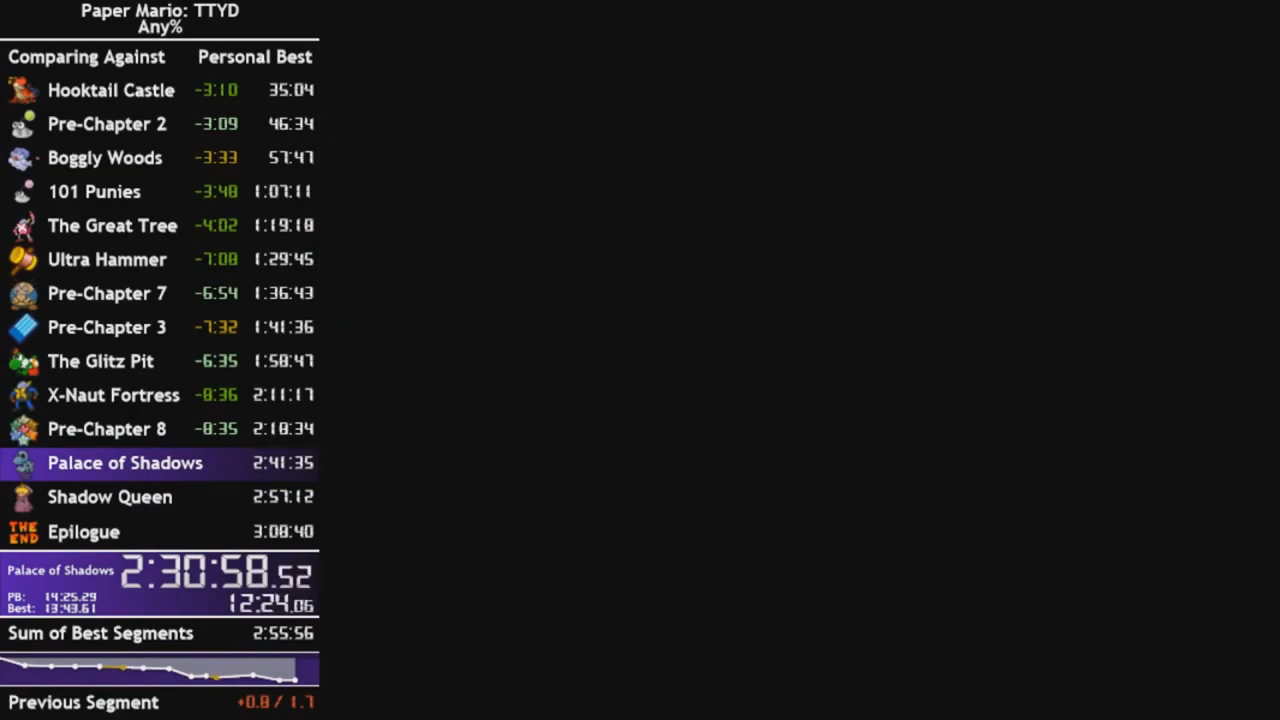 Paper Mario: TTYD
Any%
Comparing Against Personal Best
Hooktail Castle -3:10 35:04
Pre-Chapter 2 -3:09 46:34
Boggly Woods -3:33 57:47
101 Punies -3:48 1:07:11
The Great Tree -4:02 1:19:18
Ultra Hammer -7:08 1:29:45
Pre-Chapter 7 -6:54 1:36:43
Pre-Chapter 3 -7:32 1:41:36
The Glitz Pit -6:35 1:58:47
X-Naut Fortress -8:36 2:11:17
Pre-Chapter 8 -8:35 2:18:34
Palace of Shadows 2:41:35
Shadow Queen 2:57:12
THE END Epilogue 3:08:40
Palace of Shadows 2:30:58.52
PB: 14:25.29
Best: 13:43.61 12:24.06
Sum of Best Segments 2:55:56
Previous Segment +0.8 / 1.7